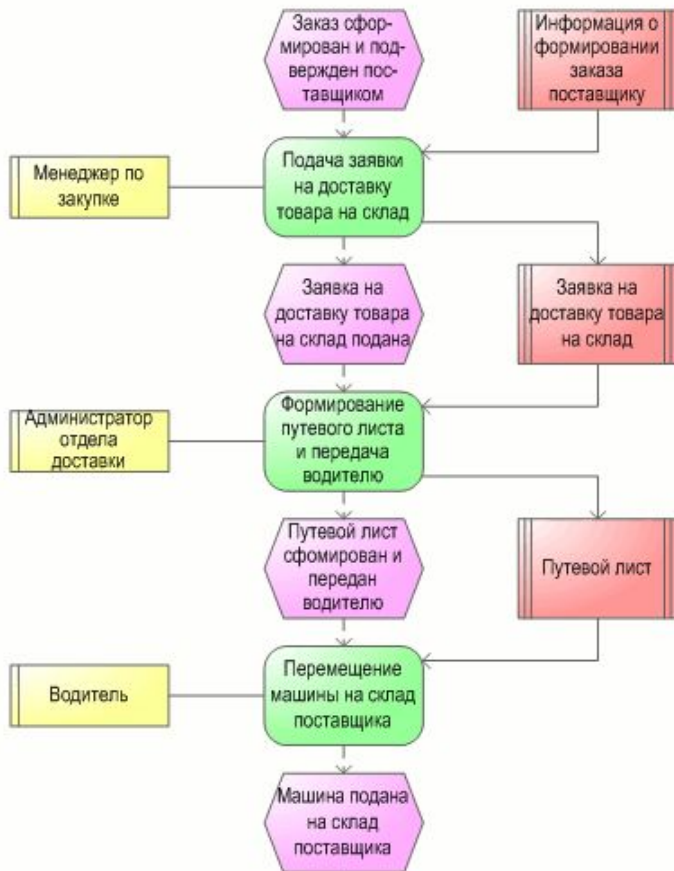 Заказ сфор-
мирован и под-
вержден пос-
тавщиком
Информация о
формировании
заказа
поставщику
Менеджер по
закупке
Подача заявки
на доставку
товара на склад
Заявка на
доставку товара
на склад подана
Заявка на
доставку товара
на склад
Администратор
отдела
доставки
Формирование
путевого листа
и передача
водителю
Путевой лист
сфомирован и
передан
водителю
Путевой лист
Водитель
Перемещение
машины на склад
поставщика
Машина подана
на склад
поставщика